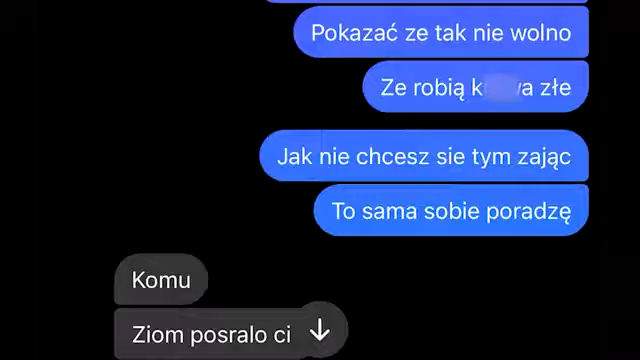 Pokazać ze tak nie wolno
Ze robią k a złe
Jak nie chcesz sie tym zając
To sama sobie poradzę
Komu
Ziom posralo ci